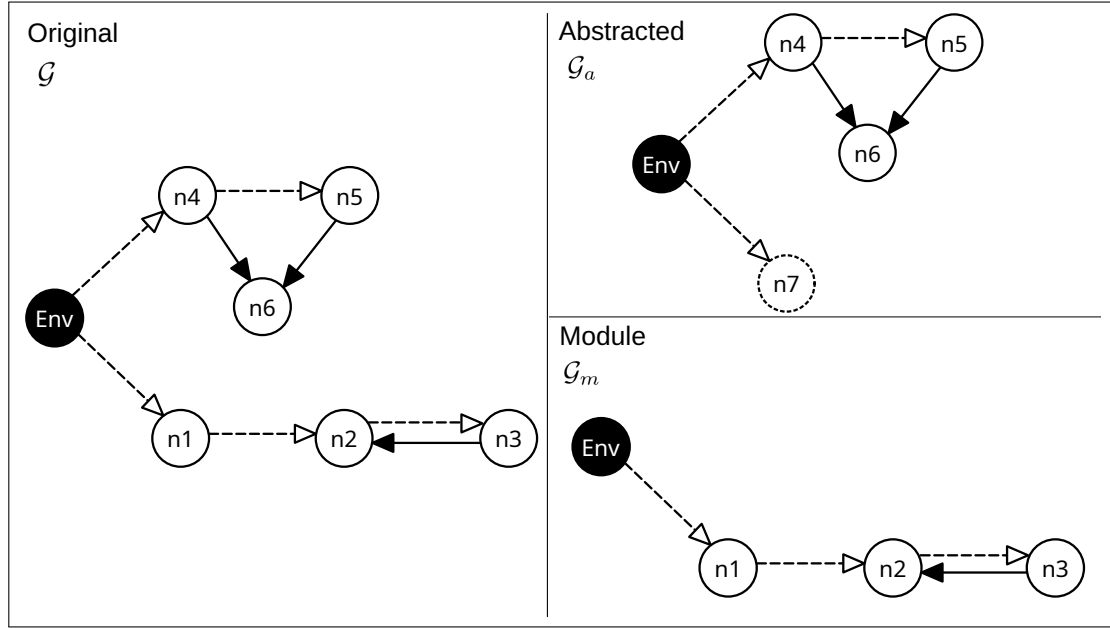 Original
𝒢
n4
n5
n6
Env
n1
n2
n3
Abstracted
𝒢ₐ
n4
n5
Env
n6
n7
Module
𝒢ₘ
Env
n1
n2
n3